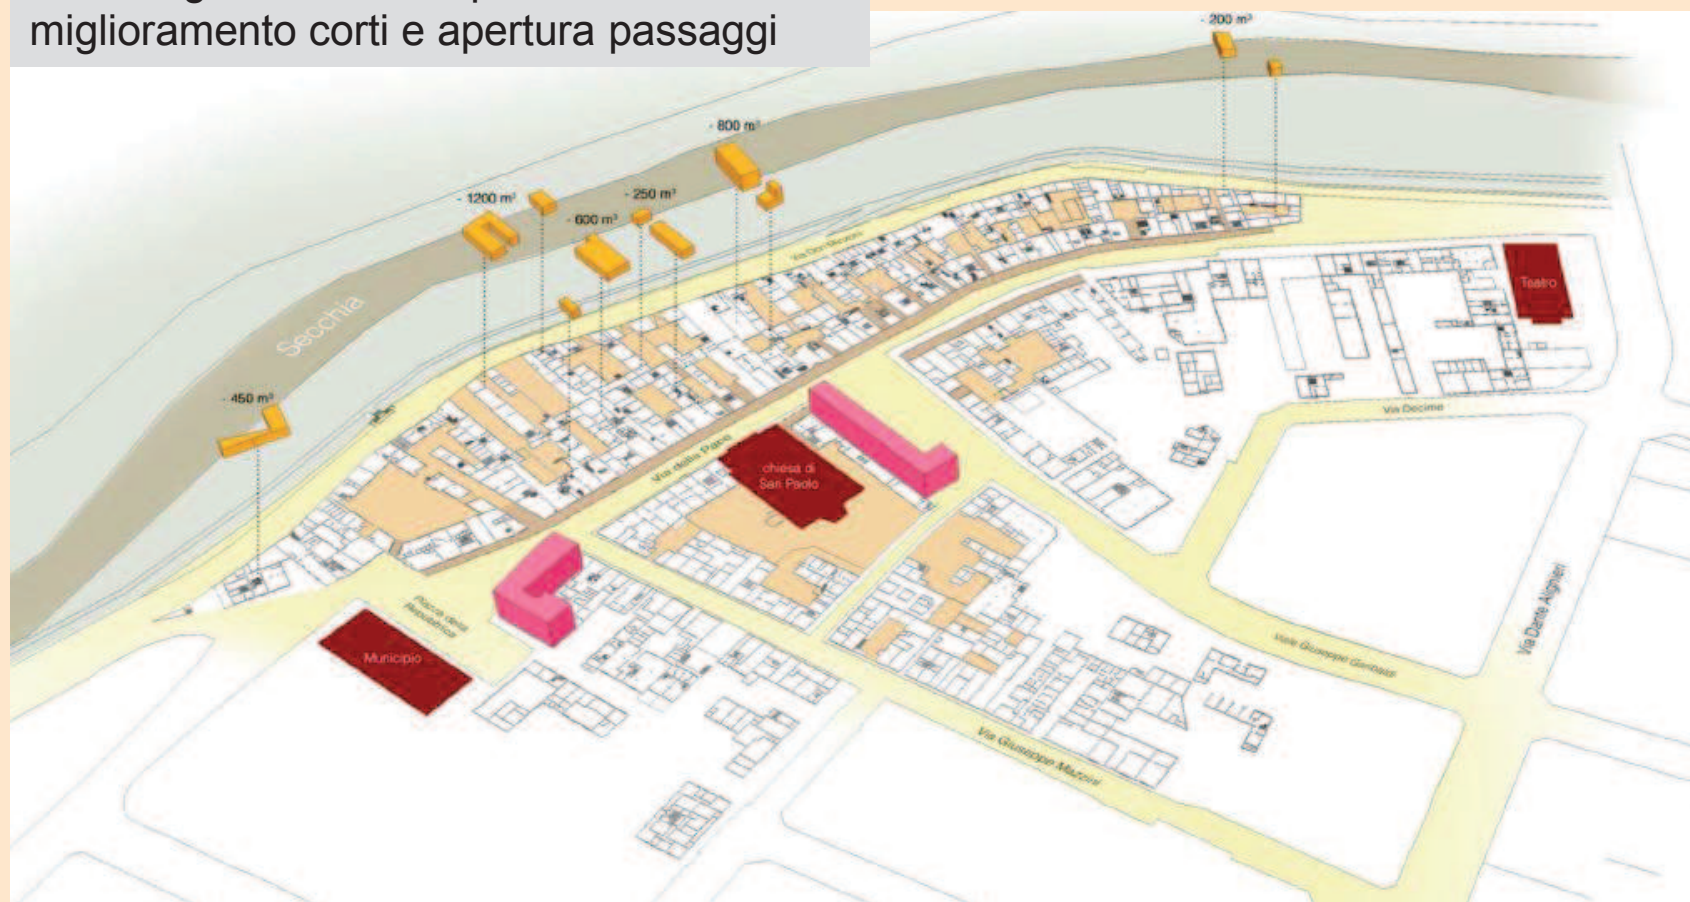 miglioramento corti e apertura passaggi
- 200 m³
- 800 m³
- 1200 m³
- 250 m³
- 600 m³
- 450 m³
Secchia
Teatro
Via Decime
Via della Pace
chiesa di
San Paolo
Piazza della
Repubblica
Municipio
Viale Giuseppe Garibaldi
Via Dante Alighieri
Via Giuseppe Mazzini